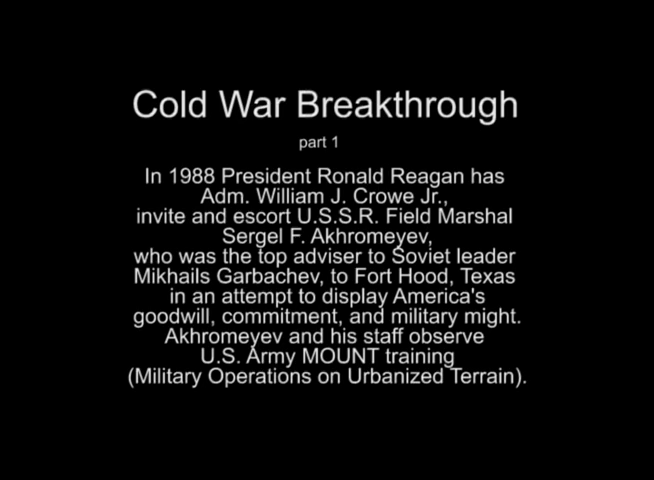 Cold War Breakthrough
part 1
In 1988 President Ronald Reagan has
Adm. William J. Crowe Jr.,
invite and escort U.S.S.R. Field Marshal
Sergel F. Akhromeyev,
who was the top adviser to Soviet leader
Mikhails Garbachev, to Fort Hood, Texas
in an attempt to display America's
goodwill, commitment, and military might.
Akhromeyev and his staff observe
U.S. Army MOUNT training
(Military Operations on Urbanized Terrain).